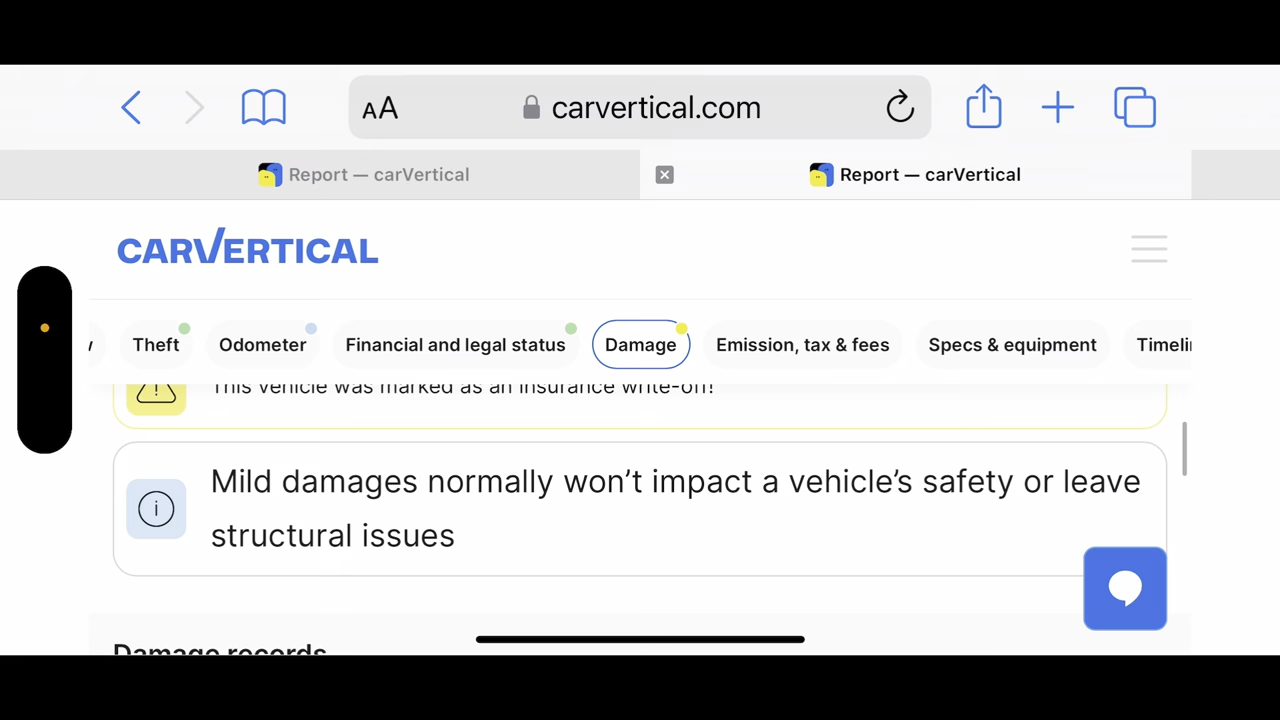 AA carvertical.com
Report — carVertical
Report — carVertical
CARVERTICAL
Theft Odometer Financial and legal status Damage Emission, tax & fees Specs & equipment
This vehicle was marked as an insurance write-off!
Mild damages normally won't impact a vehicle's safety or leave
structural issues
Damage records